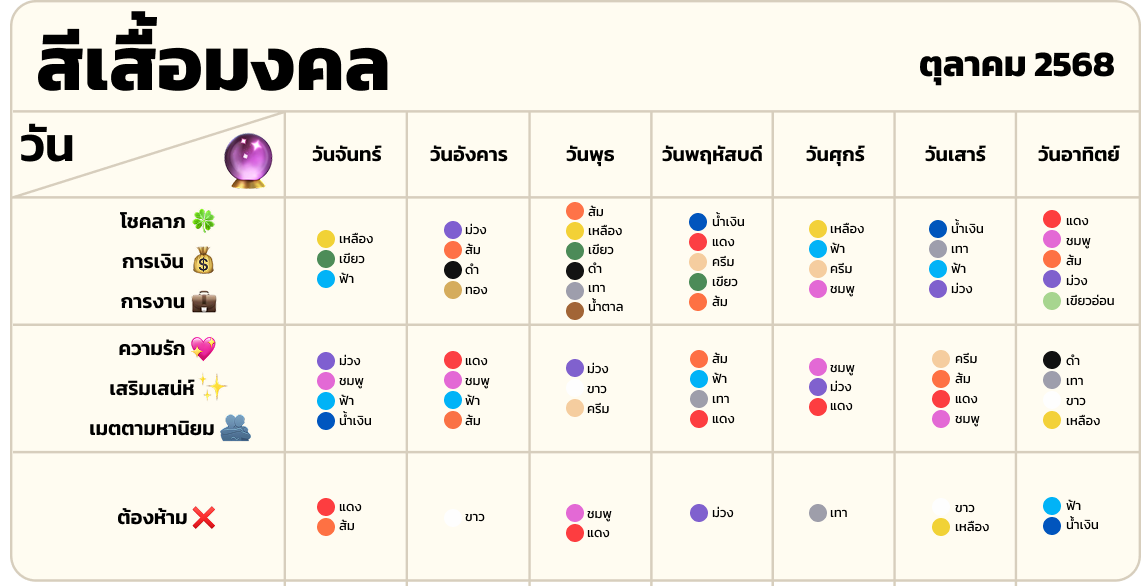 สีเสื้อมงคล
ตุลาคม 2568
วัน
วันจันทร์
วันอังคาร
วันพุธ
วันพฤหัสบดี
วันศุกร์
วันเสาร์
วันอาทิตย์
โชคลาภ 🍀
การเงิน 💰
การงาน 💼
เหลือง
เขียว
ฟ้า
ม่วง
ส้ม
ดำ
ทอง
ส้ม
เหลือง
เขียว
ดำ
เทา
น้ำตาล
น้ำเงิน
แดง
ครีม
เขียว
ส้ม
เหลือง
ฟ้า
ครีม
ชมพู
น้ำเงิน
เทา
ฟ้า
ม่วง
แดง
ชมพู
ส้ม
ม่วง
เขียวอ่อน
ความรัก 💖
เสริมเสน่ห์ ✨
เมตตามหานิยม 🫂
ม่วง
ชมพู
ฟ้า
น้ำเงิน
แดง
ชมพู
ฟ้า
ส้ม
ม่วง
ขาว
ครีม
ส้ม
ฟ้า
เทา
แดง
ชมพู
ม่วง
แดง
ครีม
ส้ม
แดง
ชมพู
ดำ
เทา
ขาว
เหลือง
ต้องห้าม ❌
แดง
ส้ม
ขาว
ชมพู
แดง
ม่วง
เทา
ขาว
เหลือง
ฟ้า
น้ำเงิน